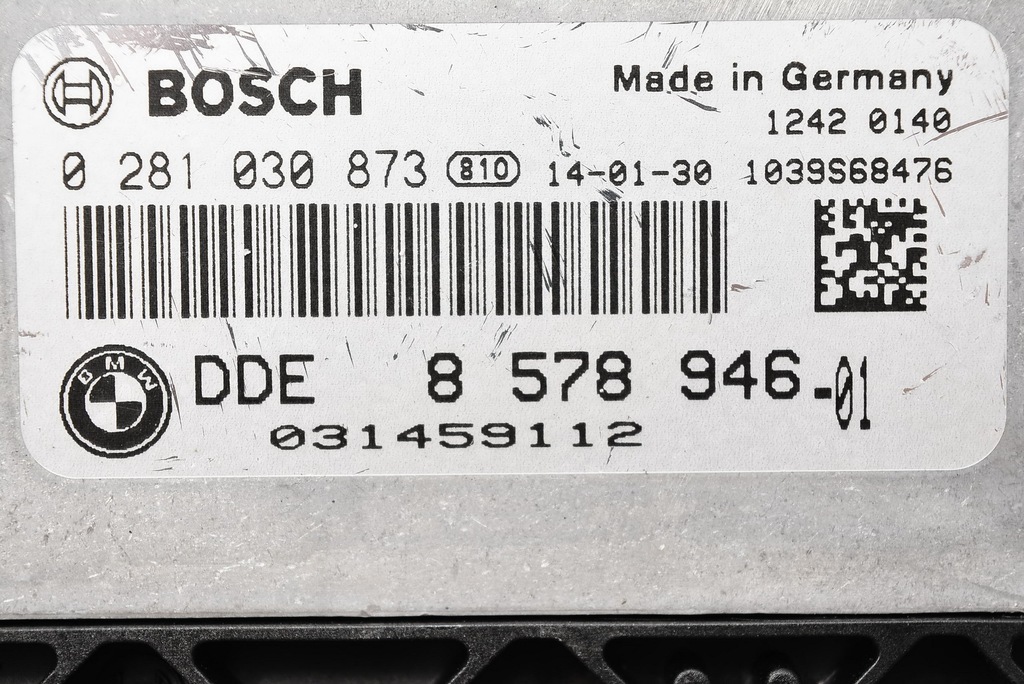 BOSCH Made in Germany
1242 0140
0 281 030 873 810 14-01-30 1039S68476
BMW DDE 8 578 946-01
031459112